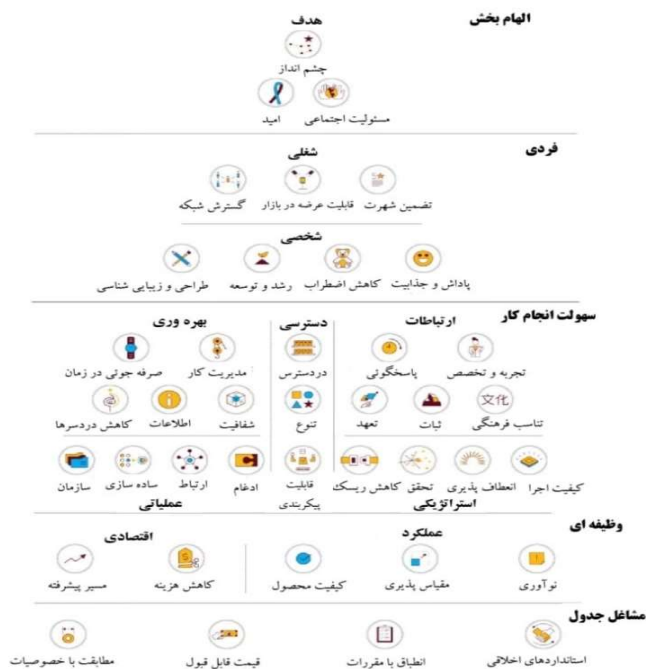 الهام بخش
هدف
چشم انداز
مسئولیت اجتماعی
امید
فردی
شغلی
تضمین شهرت
قابلیت عرضه در بازار
گسترش شبکه
شخصی
پاداش و جذابیت
کاهش اضطراب
رشد و توسعه
طراحی و زیبایی شناسی
سهولت انجام کار
ارتباطات
دسترسی
بهره وری
تجربه و تخصص
پاسخگوئی
دردسترس
مدیریت کار
صرفه جوئی در زمان
文化
تناسب فرهنگی
ثبات
تعهد
تنوع
شفافیت
اطلاعات
کاهش دردسرها
کیفیت اجرا
انعطاف پذیری
تحقق
کاهش ریسک
قابلیت
پیکربندی
ادغام
ارتباط
ساده سازی
سازمان
استراتژیکی
عملیاتی
وظیفه ای
عملکرد
اقتصادی
نوآوری
مقیاس پذیری
کیفیت محصول
کاهش هزینه
مسیر پیشرفته
مشاغل جدول
استانداردهای اخلاقی
انطباق با مقررات
قیمت قابل قبول
مطابقت با خصوصیات